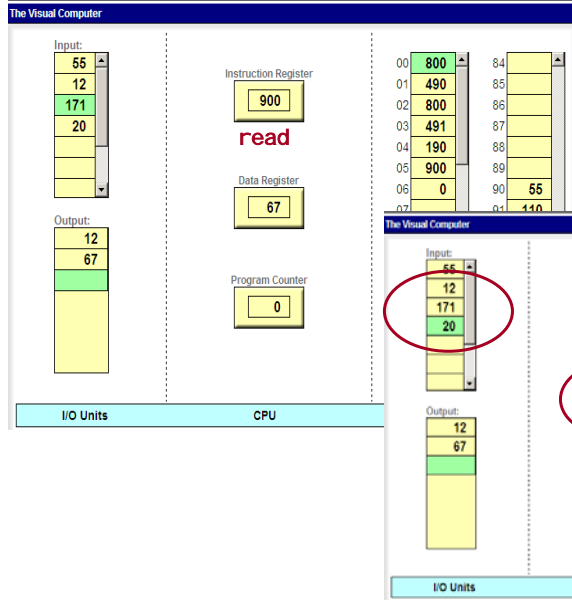 The Visual Computer
Input:
55
12
171
20
Output:
12
67
Instruction Register
900
read
Data Register
67
Program Counter
0
00 800
01 490
02 800
03 491
04 190
05 900
06 0
07
84
85
86
87
88
89
90 55
91 110
I/O Units
CPU
The Visual Computer
Input:
55
12
171
20
Output:
12
67
I/O Units